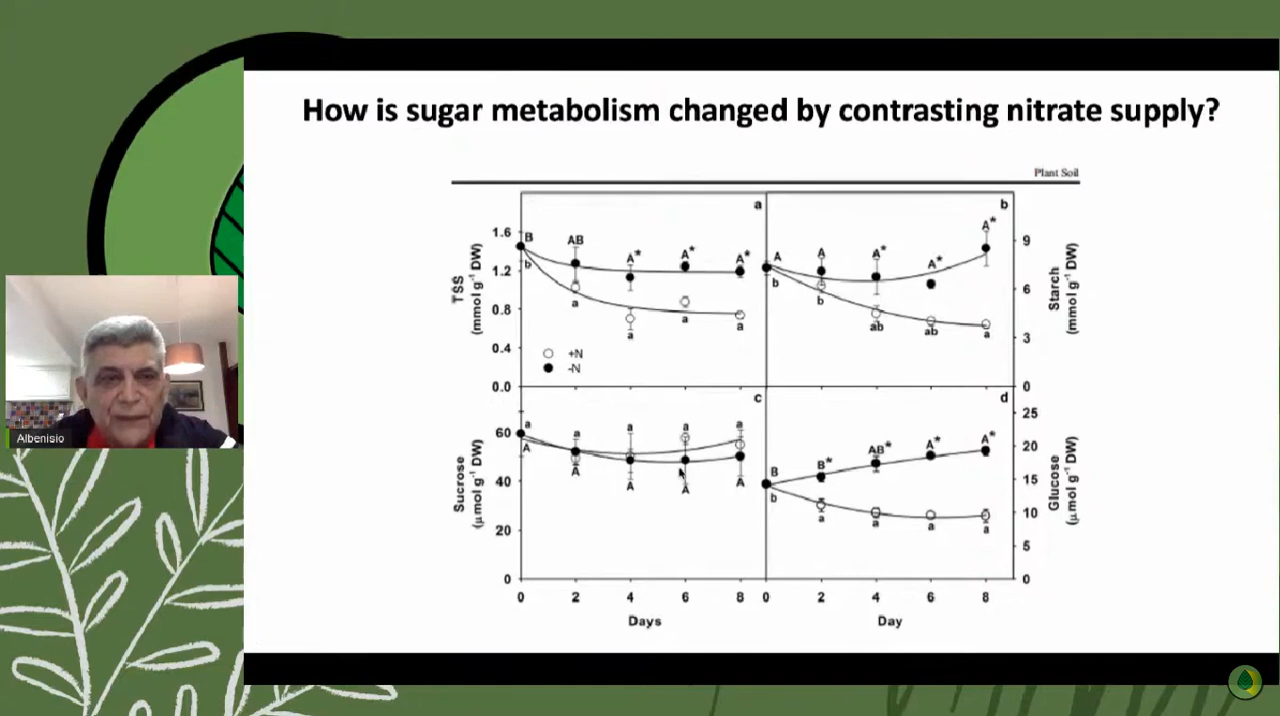 How is sugar metabolism changed by contrasting nitrate supply?
Plant Soil
a
b
1.6
1.2
0.8
0.4
0.0
TSS
(mmol g⁻¹ DW)
B
AB
A*
A*
A*
b
a
a
a
a
+N
-N
A
A
A*
A*
A*
b
b
ab
ab
a
9
6
3
0
Starch
(mmol g⁻¹ DW)
c
d
60
40
20
0
Sucrose
(μmol g⁻¹ DW)
a
a
a
a
a
A
A
A
A
A
B
B*
AB*
A*
A*
b
a
a
a
a
25
20
15
10
5
0
Glucose
(μmol g⁻¹ DW)
0 2 4 6 8
0 2 4 6 8
Days
Day
Albenisio